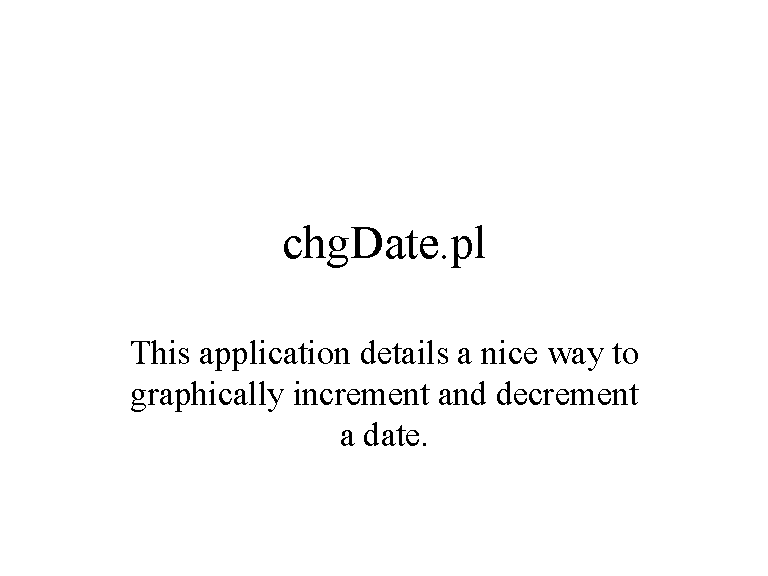 chgDate.pl
This application details a nice way to
graphically increment and decrement
a date.